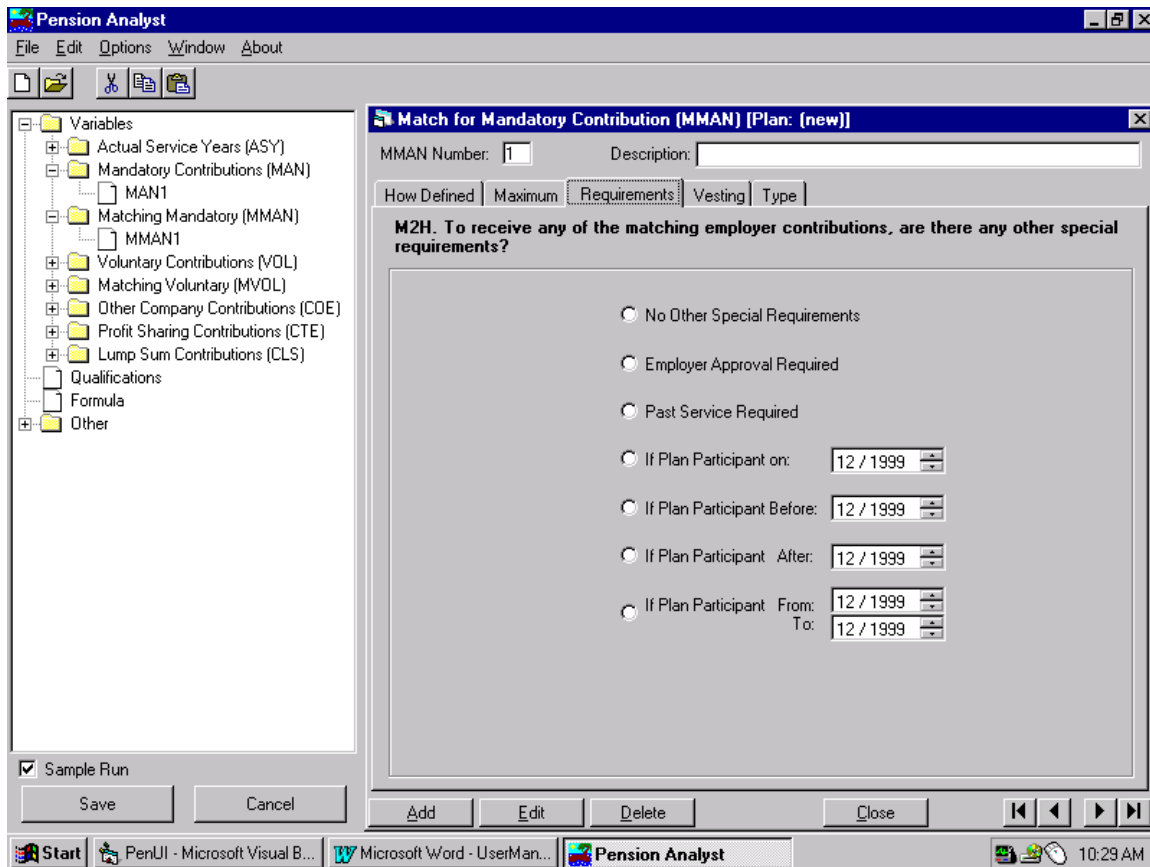 Pension Analyst
File Edit Options Window About
Variables
Actual Service Years (ASY)
Mandatory Contributions (MAN)
MAN1
Matching Mandatory (MMAN)
MMAN1
Voluntary Contributions (VOL)
Matching Voluntary (MVOL)
Other Company Contributions (COE)
Profit Sharing Contributions (CTE)
Lump Sum Contributions (CLS)
Qualifications
Formula
Other
Sample Run
Save Cancel
Match for Mandatory Contribution (MMAN) [Plan: (new)]
MMAN Number: 1 Description:
How Defined Maximum Requirements Vesting Type
M2H. To receive any of the matching employer contributions, are there any other special
requirements?
No Other Special Requirements
Employer Approval Required
Past Service Required
If Plan Participant on: 12 / 1999
If Plan Participant Before: 12 / 1999
If Plan Participant After: 12 / 1999
If Plan Participant From: 12 / 1999
To: 12 / 1999
Add Edit Delete Close
Start PenUI - Microsoft Visual B... Microsoft Word - UserMan... Pension Analyst 10:29 AM